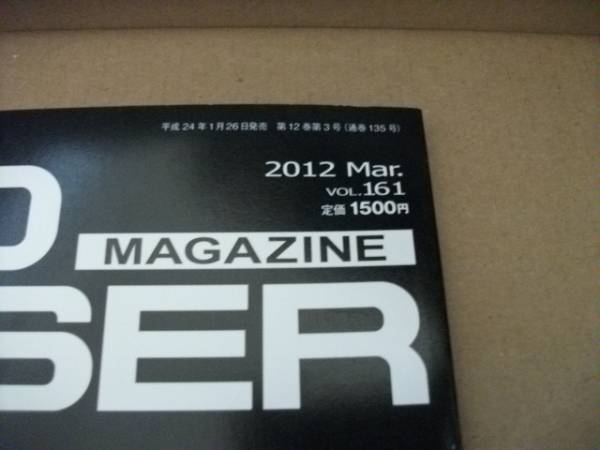 平成24年1月26日発売 第12巻第3号(通巻135号)
2012 Mar.
VOL.161
定価 1500円
MAGAZINE
SER